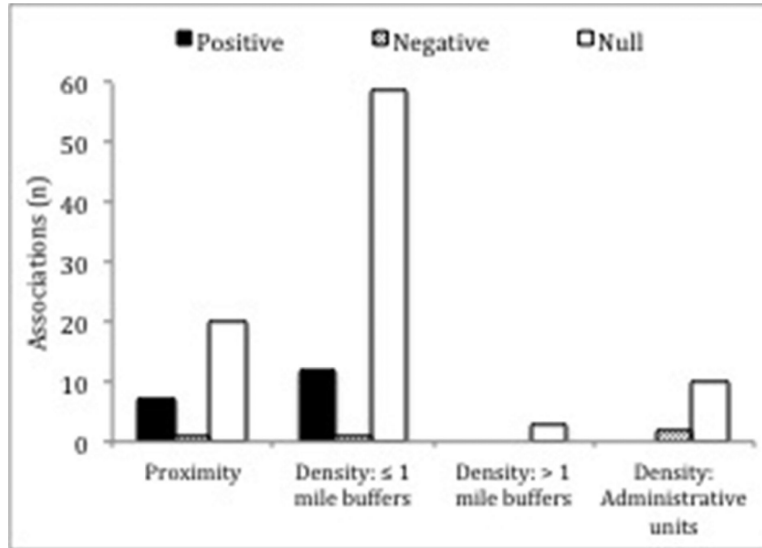 Positive Negative Null
60
50
40
30
20
10
0
Associations (n)
Proximity
Density: ≤ 1
mile buffers
Density: > 1
mile buffers
Density:
Administrative
units